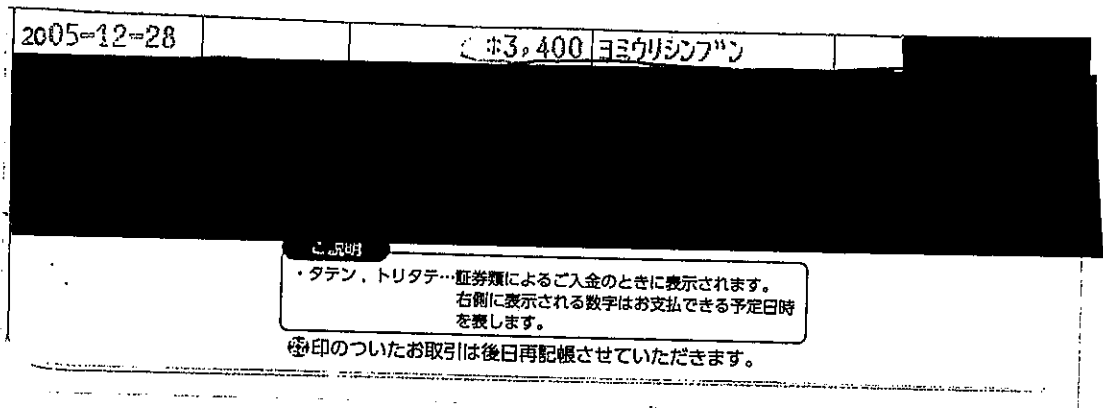 2005-12-28 *3,400 ヨミウリシンブン
ご説明
・タテン、トリタテ…証券類によるご入金のときに表示されます。
右側に表示される数字はお支払できる予定日時
を表します。
印のついたお取引は後日再記帳させていただきます。